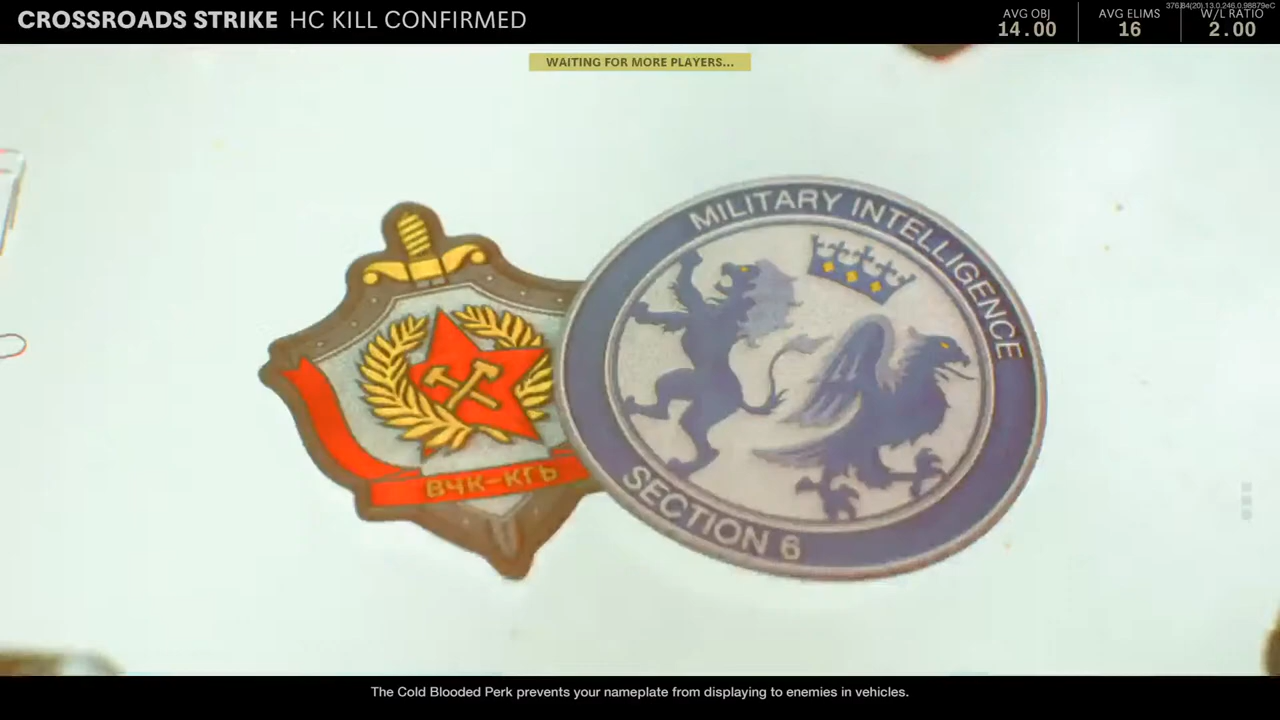 CROSSROADS STRIKE HC KILL CONFIRMED
AVG OBJ
14.00
AVG ELIMS
16
W/L RATIO
2.00
WAITING FOR MORE PLAYERS...
MILITARY INTELLIGENCE
SECTION 6
ВЧК-КГЬ
The Cold Blooded Perk prevents your nameplate from displaying to enemies in vehicles.